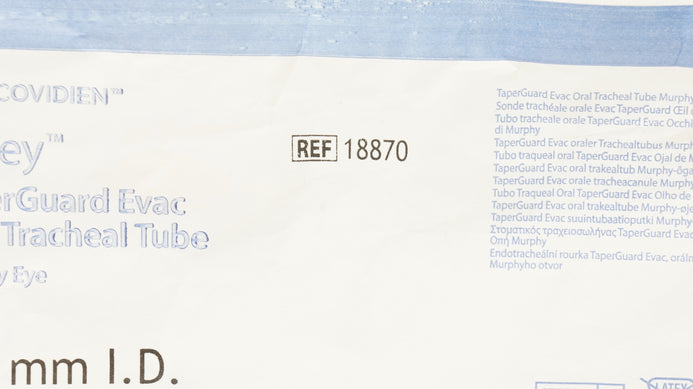 COVIDIEN™
ey™
erGuard Evac
Tracheal Tube
y Eye
mm I.D.
REF 18870
TaperGuard Evac Oral Tracheal Tube Murphy
Sonde trachéale orale Evac TaperGuard Œil
Tubo tracheale orale TaperGuard Evac Occhi
di Murphy
TaperGuard Evac oraler Trachealtubus Murph
Tubo traqueal oral TaperGuard Evac Ojal de M
TaperGuard Evac oral trakealtub Murphy-öga
TaperGuard Evac orale tracheacanule Murphy
Tubo Traqueal Oral TaperGuard Evac Olho de
TaperGuard Evac oral trakealtube Murphy-øje
TaperGuard Evac suuintubaatioputki Murphy
Στοματικός τραχειοσωλήνας TaperGuard Evac
Οπή Murphy
Endotracheální rourka TaperGuard Evac, oráln
Murphyho otvor
LATEX